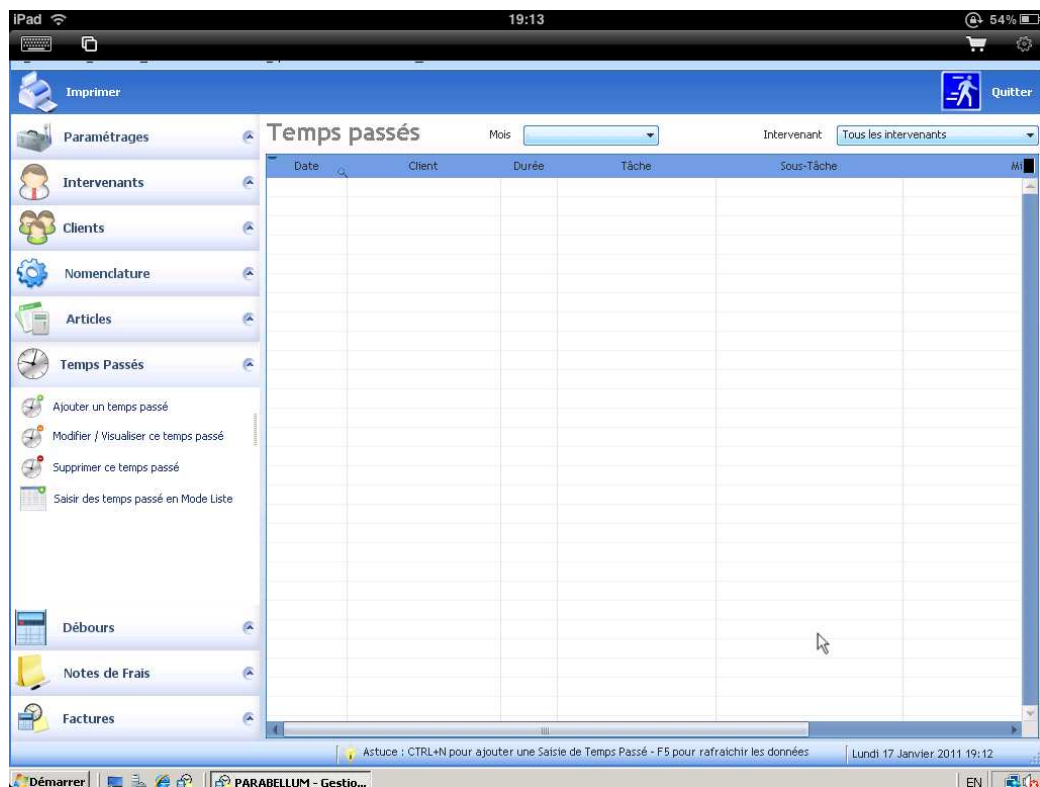 iPad 19:13 54%
Imprimer Quitter
Paramétrages
Intervenants
Clients
Nomenclature
Articles
Temps Passés
Ajouter un temps passé
Modifier / Visualiser ce temps passé
Supprimer ce temps passé
Saisir des temps passé en Mode Liste
Débours
Notes de Frais
Factures
Temps passés Mois Intervenant Tous les intervenants
Date Client Durée Tâche Sous-Tâche Mi
Astuce : CTRL+N pour ajouter une Saisie de Temps Passé - F5 pour rafraichir les données Lundi 17 Janvier 2011 19:12
Démarrer PARABELLUM - Gestio... EN